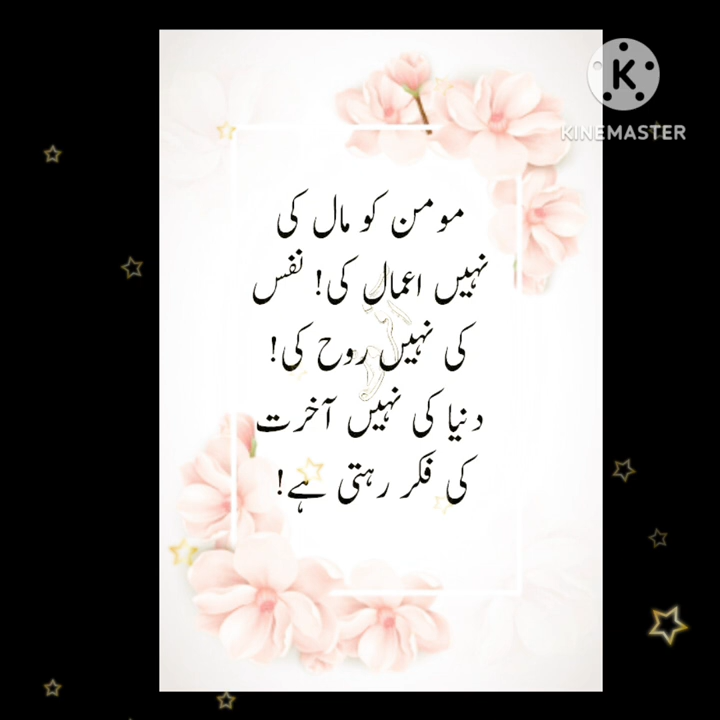 KINEMASTER
مومن کو مال کی
نہیں اعمال کی! نفس
کی نہیں روح کی!
دنیا کی نہیں آخرت
کی فکر رہتی ہے!